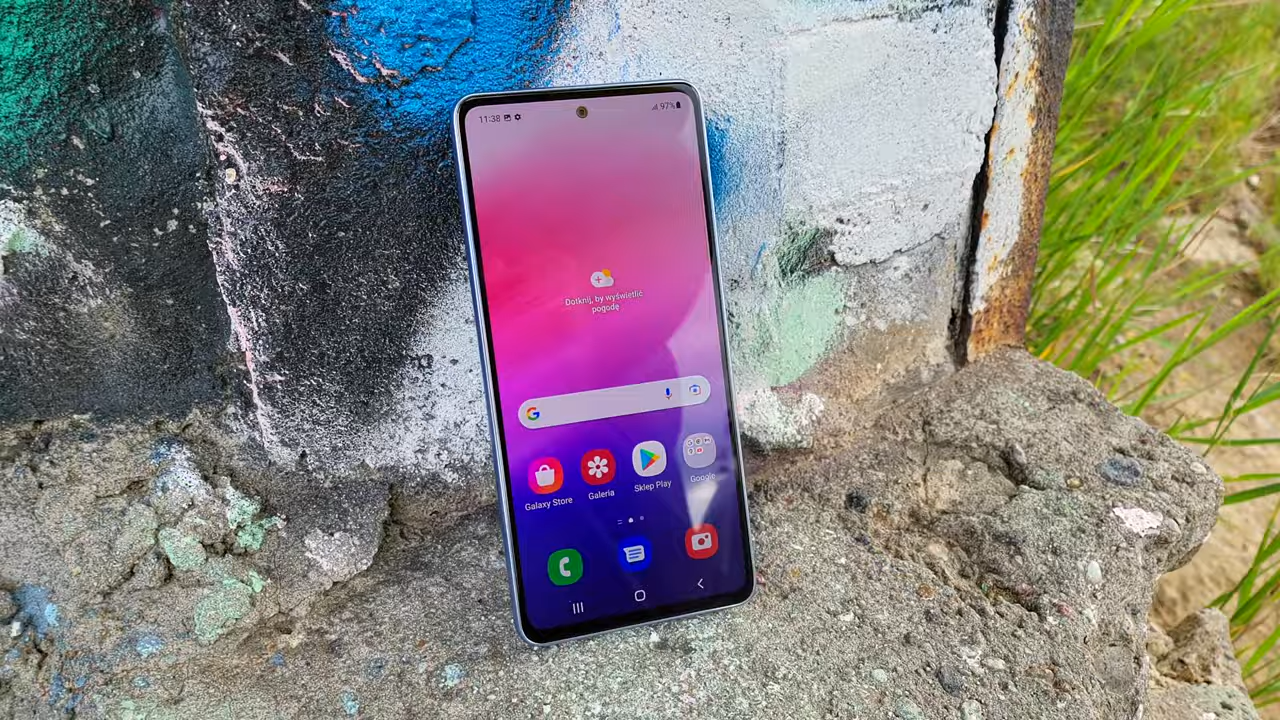 11:38
97%
Dotknij, by wyświetlić
pogodę
G
Galaxy Store
Galeria
Sklep Play
Google